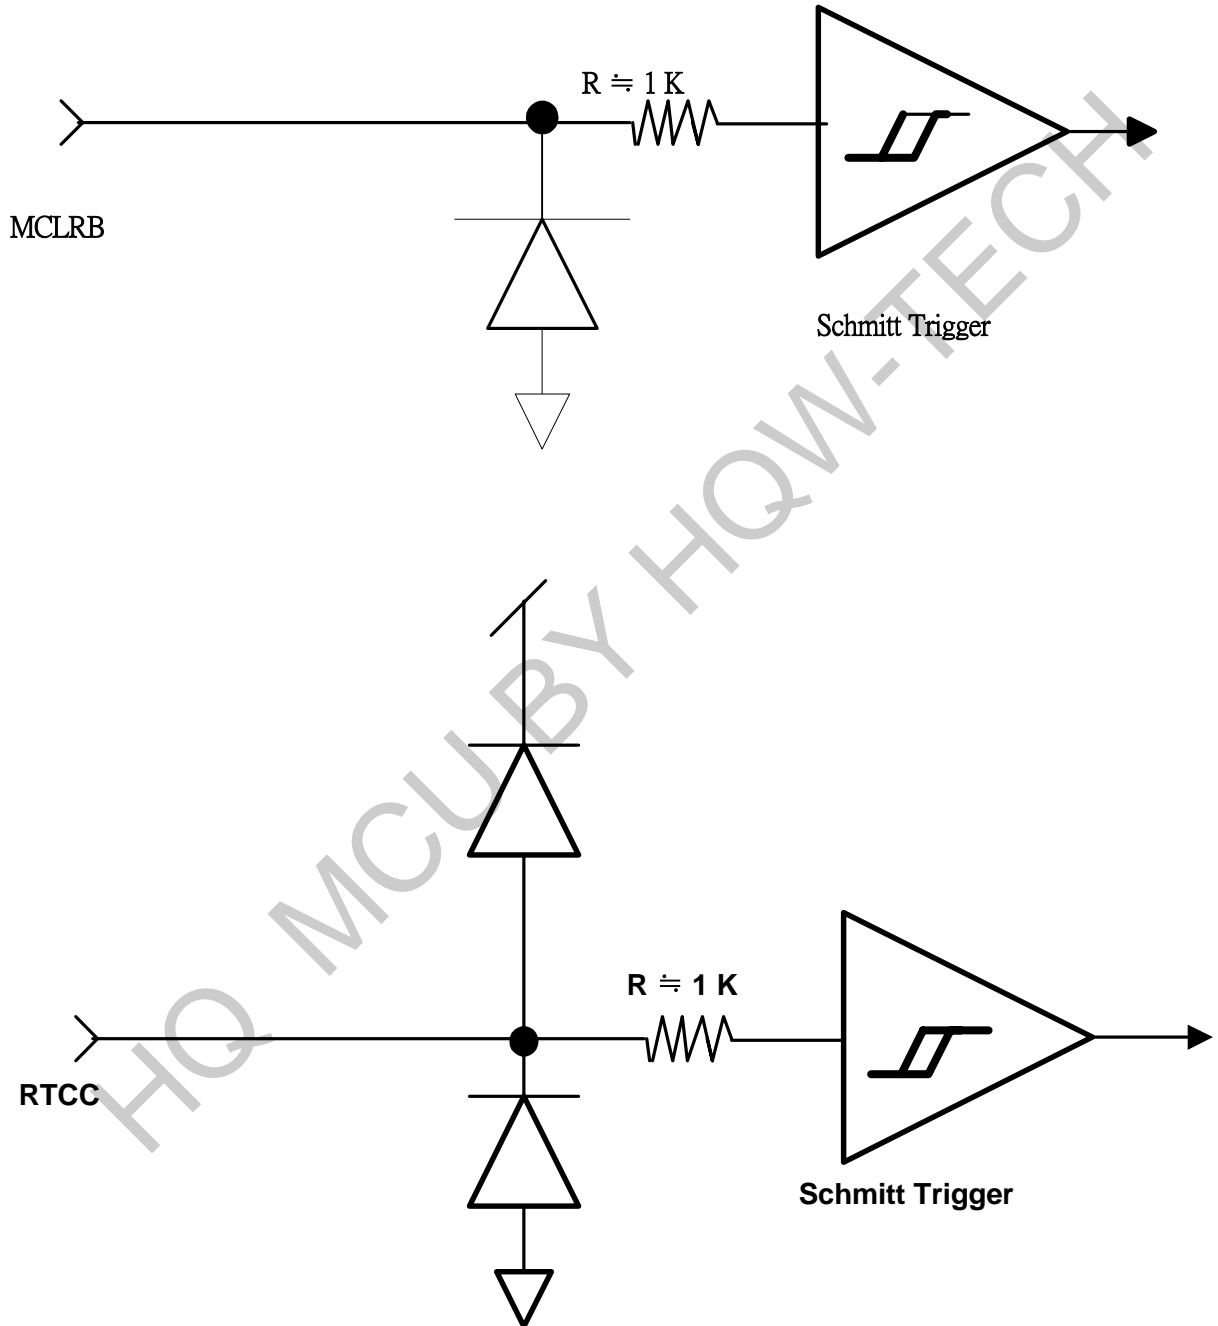 R ≒ 1 K
MCLRB
Schmitt Trigger
HQ MCU BY HQW-TECH
R ≒ 1 K
RTCC
Schmitt Trigger